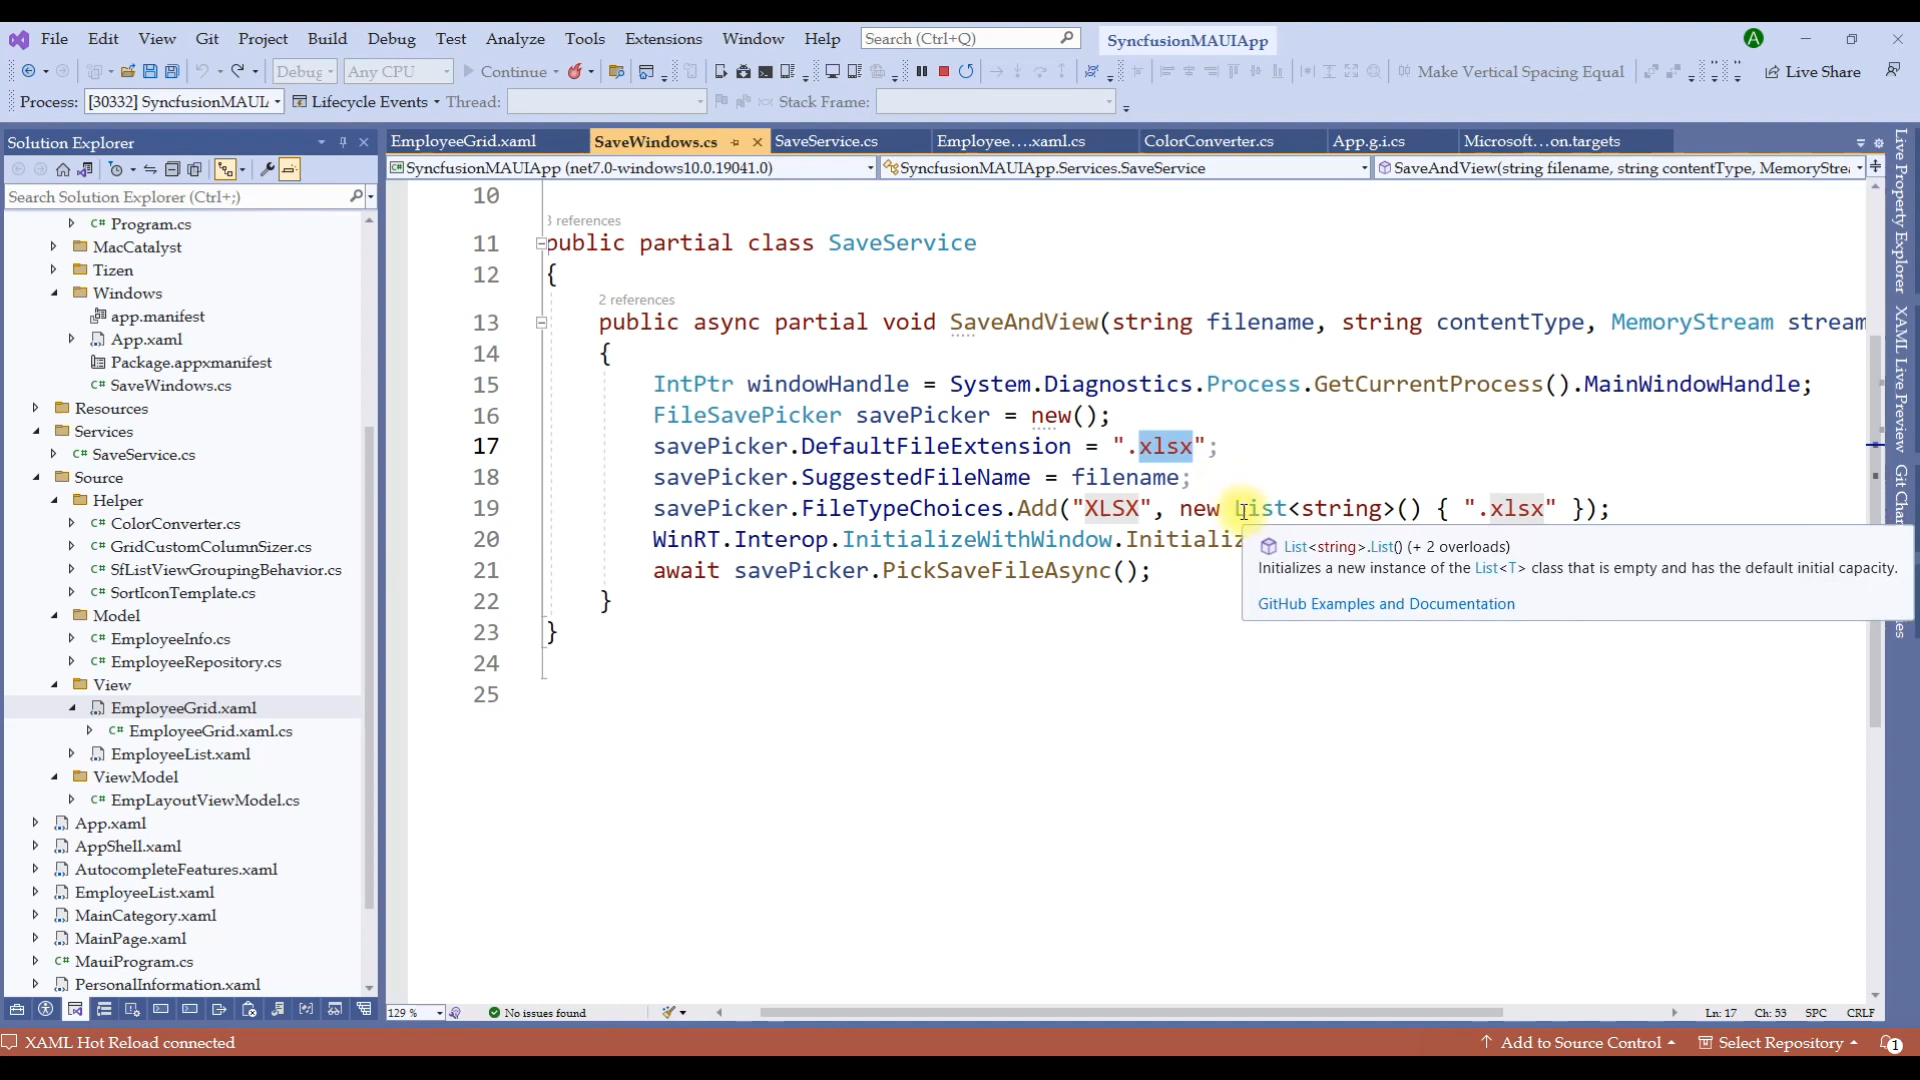 File Edit View Git Project Build Debug Test Analyze Tools Extensions Window Help Search (Ctrl+Q) SyncfusionMAUIApp A
Debug Any CPU Continue Make Vertical Spacing Equal Live Share
Process: [30332] SyncfusionMAUI Lifecycle Events Thread: Stack Frame:
Solution Explorer
Search Solution Explorer (Ctrl+;)
C# Program.cs
MacCatalyst
Tizen
Windows
app.manifest
App.xaml
Package.appxmanifest
C# SaveWindows.cs
Resources
Services
C# SaveService.cs
Source
Helper
C# ColorConverter.cs
C# GridCustomColumnSizer.cs
C# SfListViewGroupingBehavior.cs
C# SortIconTemplate.cs
Model
C# EmployeeInfo.cs
C# EmployeeRepository.cs
View
EmployeeGrid.xaml
C# EmployeeGrid.xaml.cs
EmployeeList.xaml
ViewModel
C# EmpLayoutViewModel.cs
App.xaml
AppShell.xaml
AutocompleteFeatures.xaml
EmployeeList.xaml
MainCategory.xaml
MainPage.xaml
C# MauiProgram.cs
PersonalInformation.xaml
EmployeeGrid.xaml SaveWindows.cs SaveService.cs Employee....xaml.cs ColorConverter.cs App.g.i.cs Microsoft...on.targets
SyncfusionMAUIApp (net7.0-windows10.0.19041.0) SyncfusionMAUIApp.Services.SaveService SaveAndView(string filename, string contentType, MemoryStre
10
3 references
11 public partial class SaveService
12 {
2 references
13 public async partial void SaveAndView(string filename, string contentType, MemoryStream stream
14 {
15 IntPtr windowHandle = System.Diagnostics.Process.GetCurrentProcess().MainWindowHandle;
16 FileSavePicker savePicker = new();
17 savePicker.DefaultFileExtension = ".xlsx";
18 savePicker.SuggestedFileName = filename;
19 savePicker.FileTypeChoices.Add("XLSX", new List<string>() { ".xlsx" });
20 WinRT.Interop.InitializeWithWindow.Initializ
21 await savePicker.PickSaveFileAsync();
22 }
23 }
24
25
List<string>.List() (+ 2 overloads)
Initializes a new instance of the List<T> class that is empty and has the default initial capacity.
GitHub Examples and Documentation
Live Property Explorer
XAML Live Preview
129 % No issues found Ln: 17 Ch: 53 SPC CRLF
XAML Hot Reload connected Add to Source Control Select Repository 1